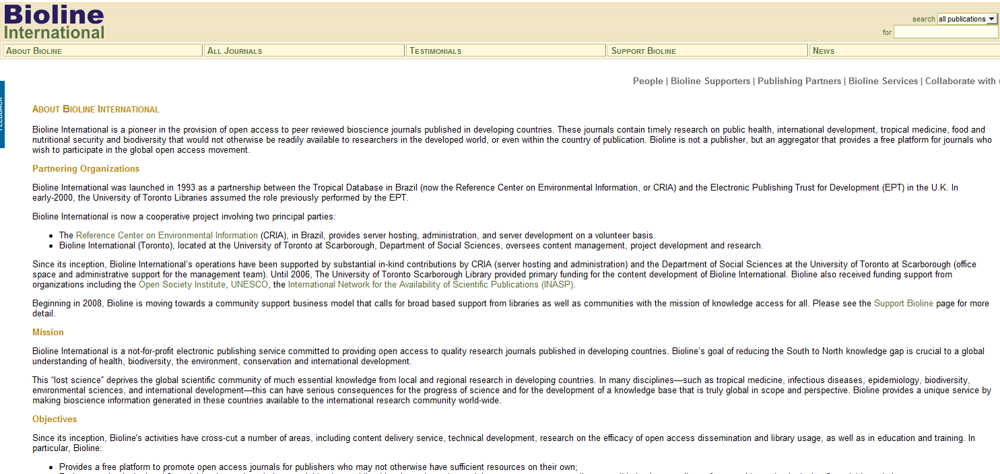 Bioline
International
search all publications
for
ABOUT BIOLINE
ALL JOURNALS
TESTIMONIALS
SUPPORT BIOLINE
NEWS
People | Bioline Supporters | Publishing Partners | Bioline Services | Collaborate with
FEEDBACK
ABOUT BIOLINE INTERNATIONAL
Bioline International is a pioneer in the provision of open access to peer reviewed bioscience journals published in developing countries. These journals contain timely research on public health, international development, tropical medicine, food and
nutritional security and biodiversity that would not otherwise be readily available to researchers in the developed world, or even within the country of publication. Bioline is not a publisher, but an aggregator that provides a free platform for journals who
wish to participate in the global open access movement.
Partnering Organizations
Bioline International was launched in 1993 as a partnership between the Tropical Database in Brazil (now the Reference Center on Environmental Information, or CRIA) and the Electronic Publishing Trust for Development (EPT) in the U.K. In
early-2000, the University of Toronto Libraries assumed the role previously performed by the EPT.
Bioline International is now a cooperative project involving two principal parties:
• The Reference Center on Environmental Information (CRIA), in Brazil, provides server hosting, administration, and server development on a volunteer basis.
• Bioline International (Toronto), located at the University of Toronto at Scarborough, Department of Social Sciences, oversees content management, project development and research.
Since its inception, Bioline International's operations have been supported by substantial in-kind contributions by CRIA (server hosting and administration) and the Department of Social Sciences at the University of Toronto at Scarborough (office
space and administrative support for the management team). Until 2006, The University of Toronto Scarborough Library provided primary funding for the content development of Bioline International. Bioline also received funding support from
organizations including the Open Society Institute, UNESCO, the International Network for the Availability of Scientific Publications (INASP).
Beginning in 2008, Bioline is moving towards a community support business model that calls for broad based support from libraries as well as communities with the mission of knowledge access for all. Please see the Support Bioline page for more
detail.
Mission
Bioline International is a not-for-profit electronic publishing service committed to providing open access to quality research journals published in developing countries. Bioline's goal of reducing the South to North knowledge gap is crucial to a global
understanding of health, biodiversity, the environment, conservation and international development.
This “lost science” deprives the global scientific community of much essential knowledge from local and regional research in developing countries. In many disciplines—such as tropical medicine, infectious diseases, epidemiology, biodiversity,
environmental sciences, and international development—this can have serious consequences for the progress of science and for the development of a knowledge base that is truly global in scope and perspective. Bioline provides a unique service by
making bioscience information generated in these countries available to the international research community world-wide.
Objectives
Since its inception, Bioline's activities have cross-cut a number of areas, including content delivery service, technical development, research on the efficacy of open access dissemination and library usage, as well as in education and training. In
particular, Bioline:
• Provides a free platform to promote open access journals for publishers who may not otherwise have sufficient resources on their own;